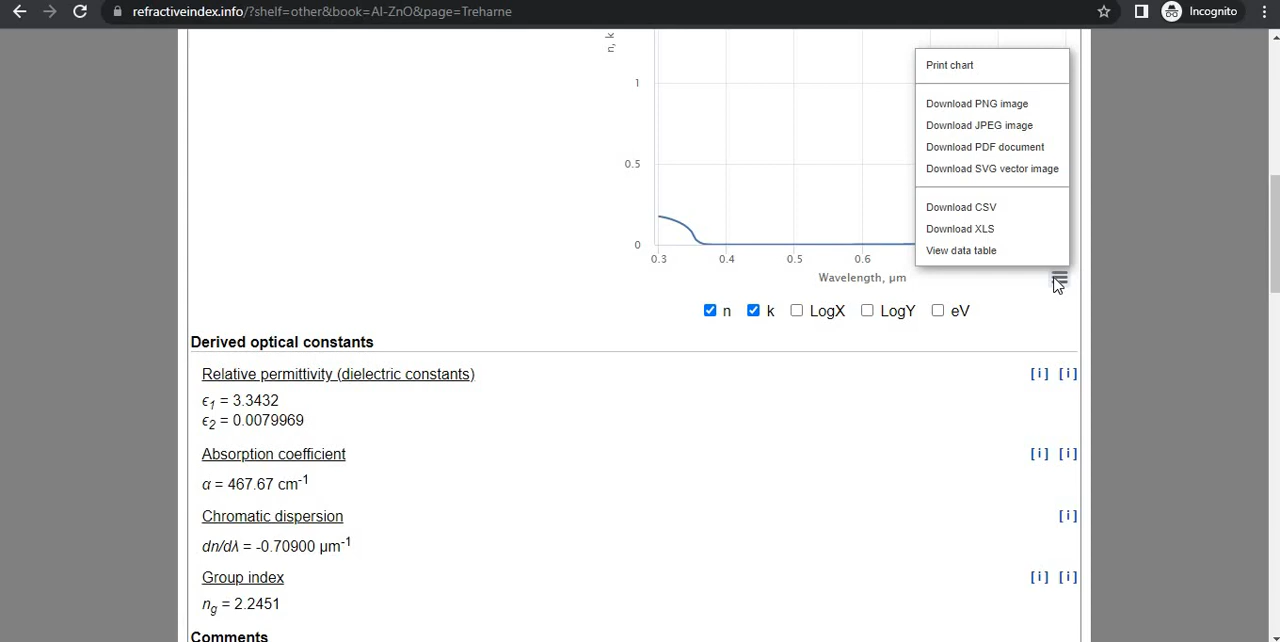 refractiveindex.info/?shelf=other&book=Al-ZnO&page=Treharne
Incognito
n, k
1
0.5
0
0.3 0.4 0.5 0.6
Wavelength, µm
Print chart
Download PNG image
Download JPEG image
Download PDF document
Download SVG vector image
Download CSV
Download XLS
View data table
n k LogX LogY eV
Derived optical constants
Relative permittivity (dielectric constants) [ i ] [ i ]
ϵ1 = 3.3432
ϵ2 = 0.0079969
Absorption coefficient [ i ] [ i ]
α = 467.67 cm-1
Chromatic dispersion [ i ]
dn/dλ = -0.70900 µm-1
Group index [ i ] [ i ]
ng = 2.2451
Comments